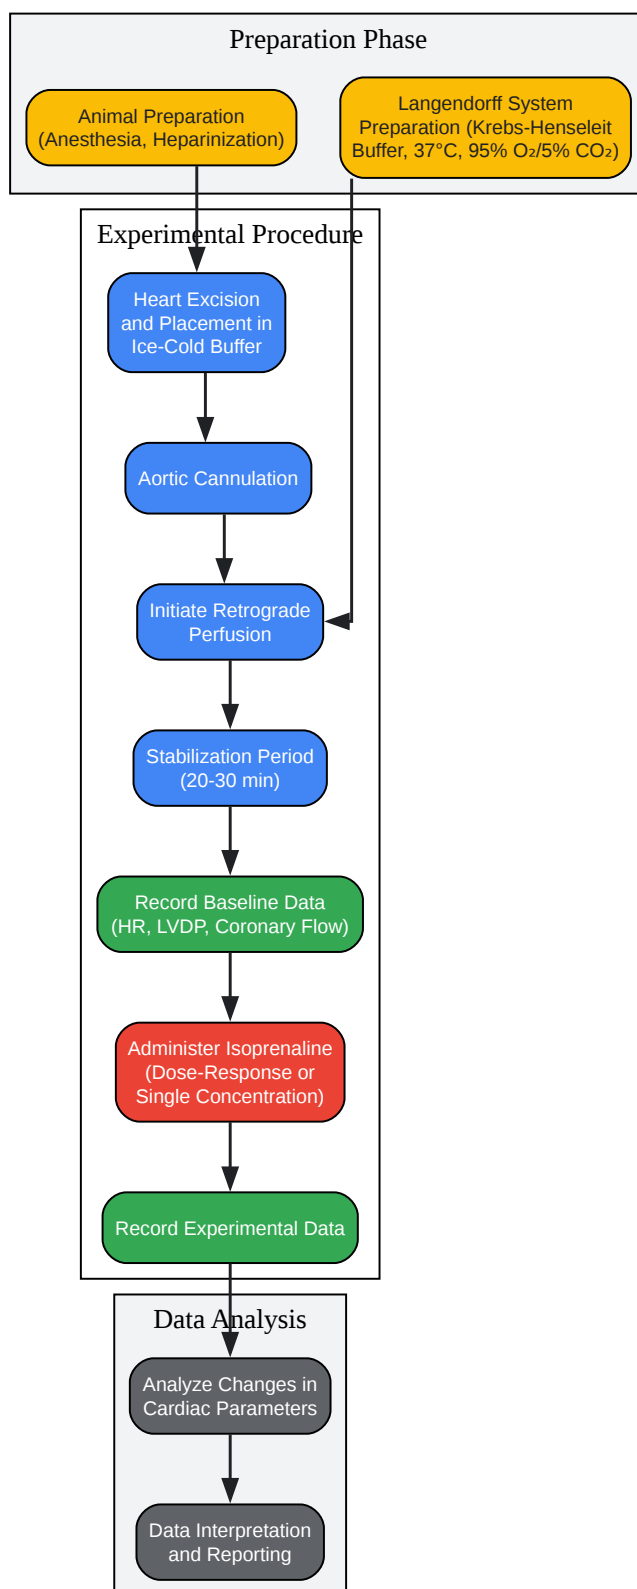 Preparation Phase
Animal Preparation
(Anesthesia, Heparinization)
Langendorff System
Preparation (Krebs-Henseleit
Buffer, 37°C, 95% O₂/5% CO₂)
Experimental Procedure
Heart Excision
and Placement in
Ice-Cold Buffer
Aortic Cannulation
Initiate Retrograde
Perfusion
Stabilization Period
(20-30 min)
Record Baseline Data
(HR, LVDP, Coronary Flow)
Administer Isoprenaline
(Dose-Response or
Single Concentration)
Record Experimental Data
Data Analysis
Analyze Changes in
Cardiac Parameters
Data Interpretation
and Reporting